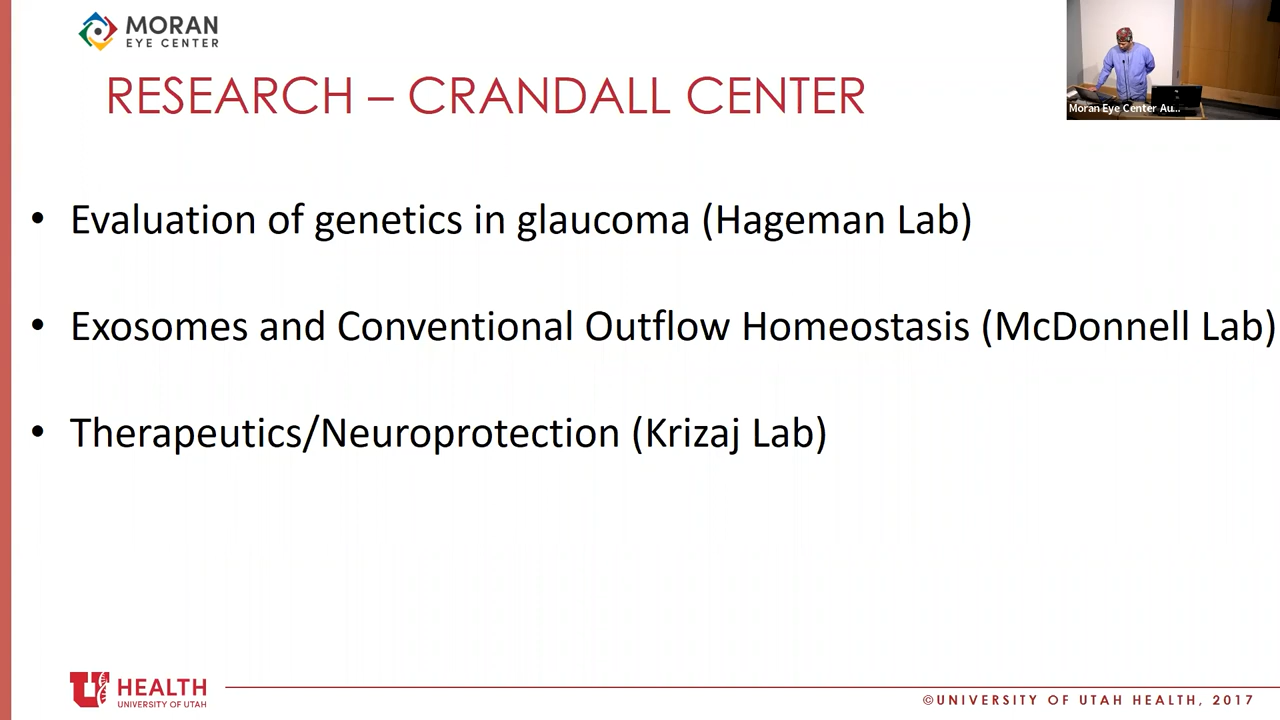 MORAN
EYE CENTER
Moran Eye Center Au...
RESEARCH – CRANDALL CENTER
• Evaluation of genetics in glaucoma (Hageman Lab)
• Exosomes and Conventional Outflow Homeostasis (McDonnell Lab)
• Therapeutics/Neuroprotection (Krizaj Lab)
U HEALTH
UNIVERSITY OF UTAH
©UNIVERSITY OF UTAH HEALTH, 2017